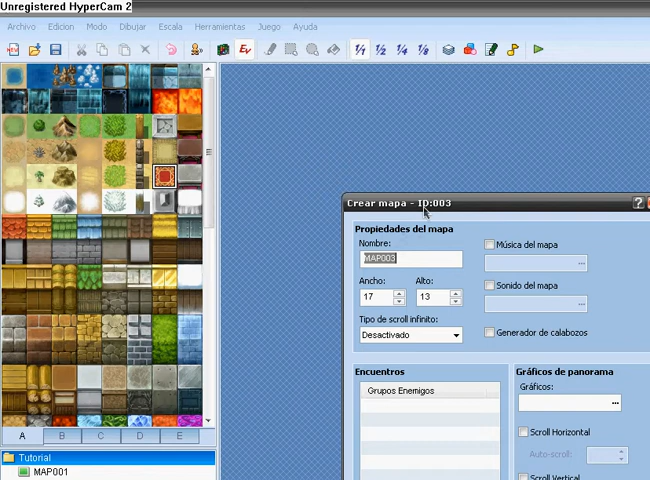 Unregistered HyperCam 2
Archivo Edicion Modo Dibujar Escala Herramientas Juego Ayuda
NEW Ev 1/1 1/2 1/4 1/8
Crear mapa - ID:003 ?
Propiedades del mapa
Nombre:
MAP003
Música del mapa
...
Ancho: Alto:
17 13
Sonido del mapa
...
Tipo de scroll infinito:
Desactivado
Generador de calabozos
Encuentros
Grupos Enemigos
Gráficos de panorama
Gráficos:
...
Scroll Horizontal
Auto-scroll:
Scroll Vertical
A B C D E
Tutorial
MAP001